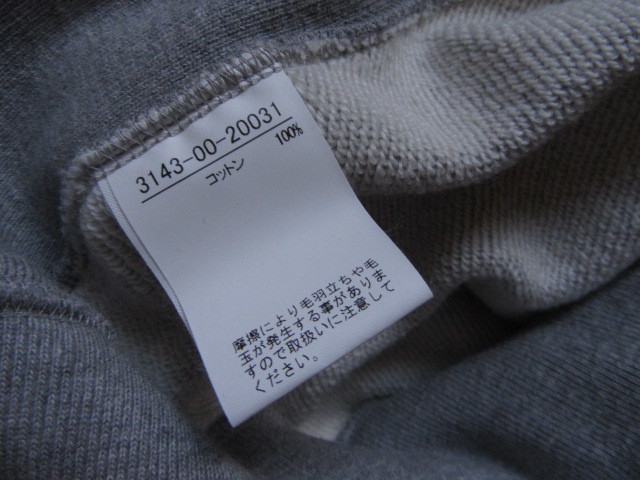 3143-00-20031
コットン 100%
摩擦により毛羽立ちや毛
玉が発生する事がありま
すので取扱いに注意して
ください。